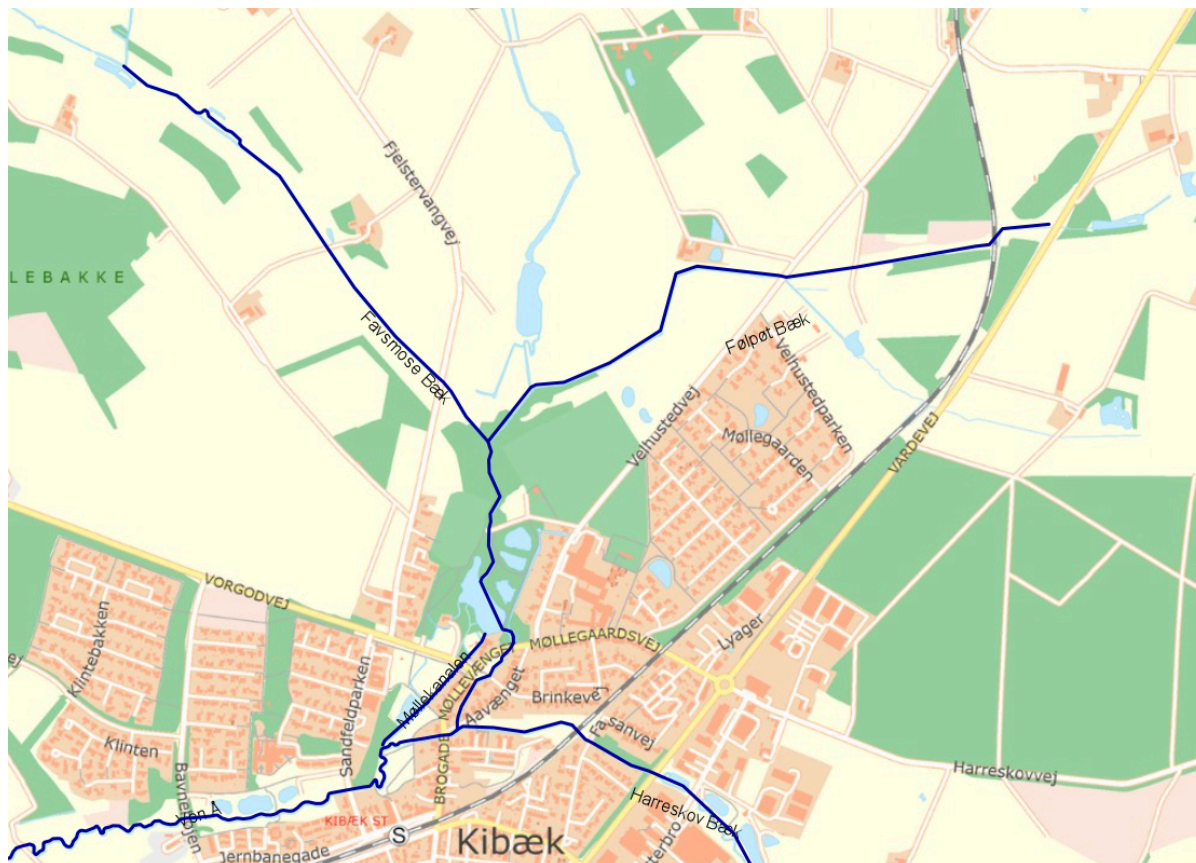 Fjelstervangvej
LEBAKKE
Favsmose Bæk
Følpøt Bæk
Velhustedparken
Velhustedvej
Møllegaarden
VARDEVEJ
VORGODVEJ
Klintebakken
Klinten
Sandfeldparken
Møllekanalen
MØLLEVÆNGET
MØLLEGAARDSVEJ
Aavænget
Brinkevej
Lyager
Fasanvej
Harreskovvej
BROGADE
KIBÆK ST
S
Kibæk
Jernbanegade
Harreskov Bæk